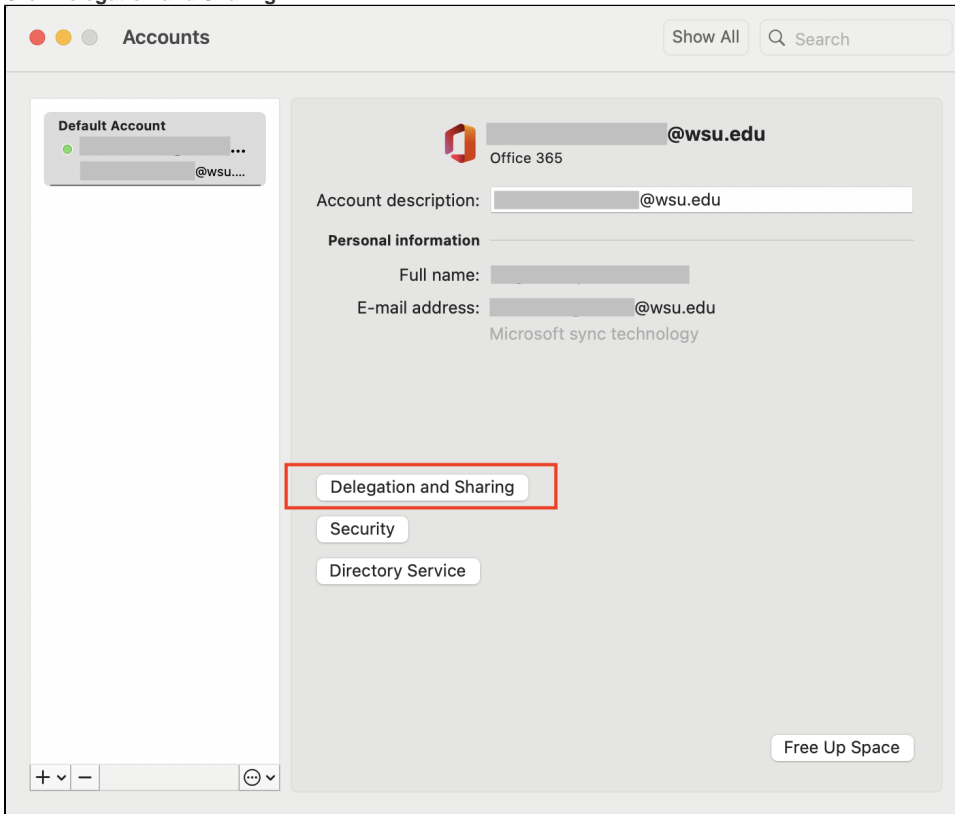 Accounts
Show All
Search
Default Account
...
@wsu....
@wsu.edu
Office 365
Account description:
@wsu.edu
Personal information
Full name:
E-mail address:
@wsu.edu
Microsoft sync technology
Delegation and Sharing
Security
Directory Service
Free Up Space